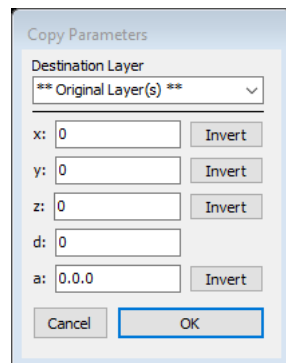 Copy Parameters
Destination Layer
** Original Layer(s) **
x: 0 Invert
y: 0 Invert
z: 0 Invert
d: 0
a: 0.0.0 Invert
Cancel OK